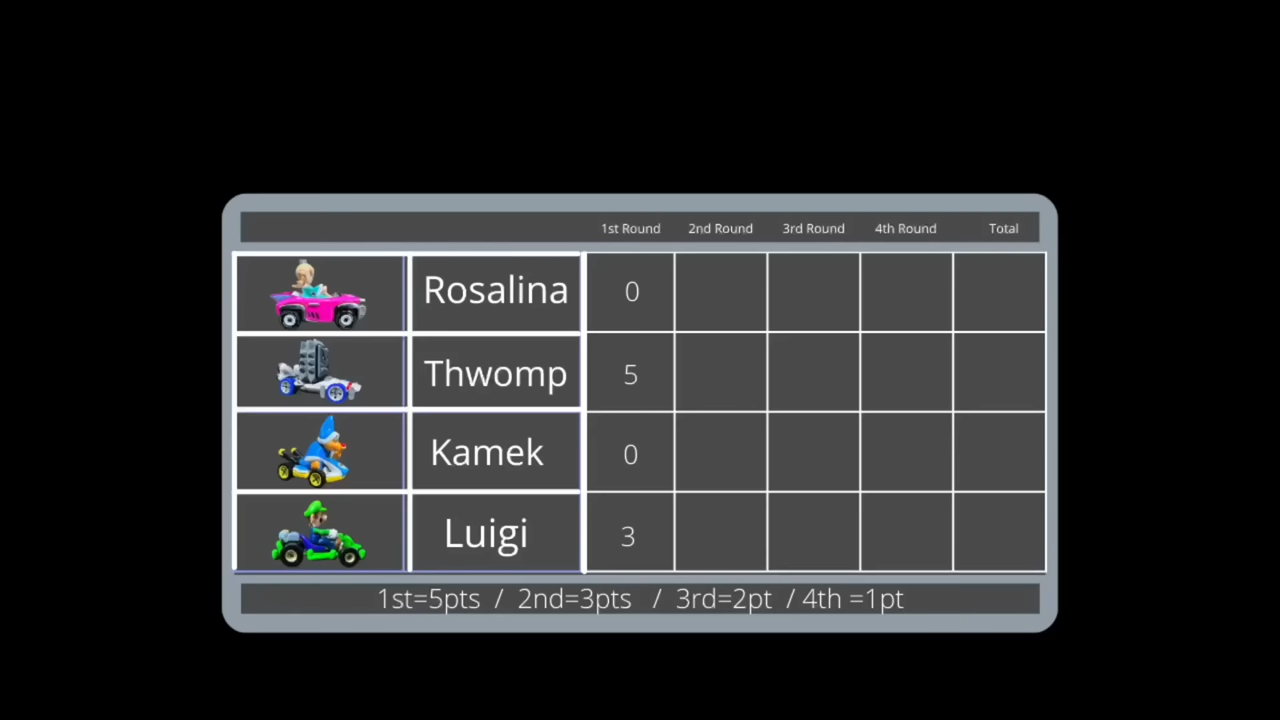 1st Round 2nd Round 3rd Round 4th Round Total
Rosalina 0
Thwomp 5
Kamek 0
Luigi 3
1st=5pts / 2nd=3pts / 3rd=2pt / 4th =1pt